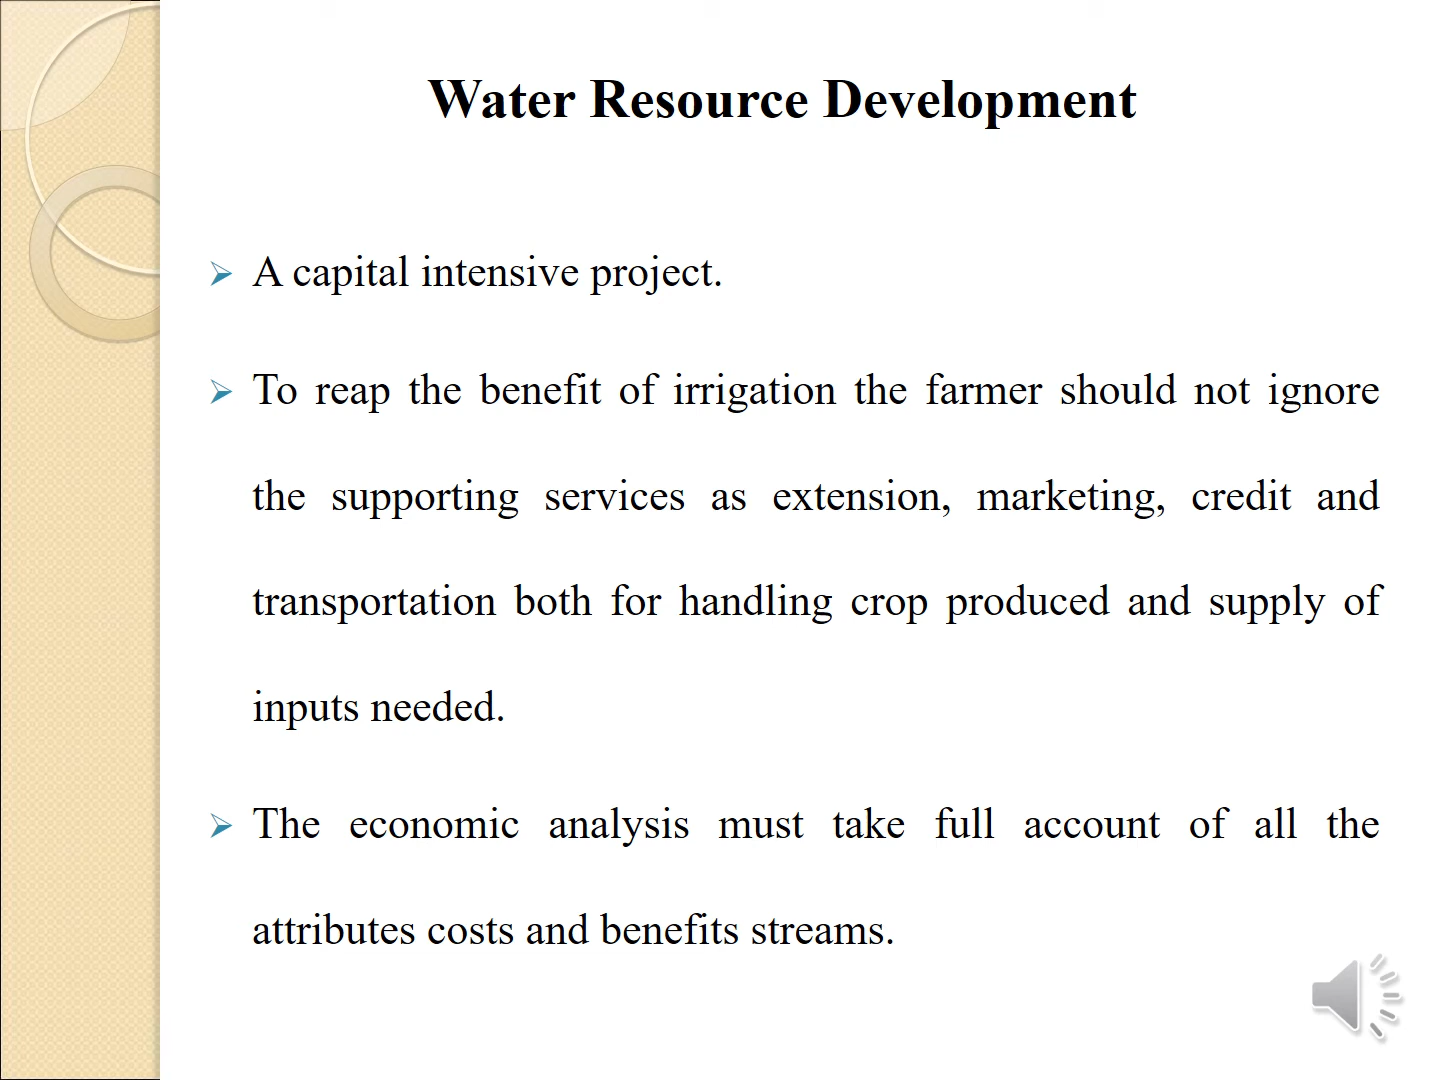 Water Resource Development
A capital intensive project.
To reap the benefit of irrigation the farmer should not ignore
the supporting services as extension, marketing, credit and
transportation both for handling crop produced and supply of
inputs needed.
The economic analysis must take full account of all the
attributes costs and benefits streams.